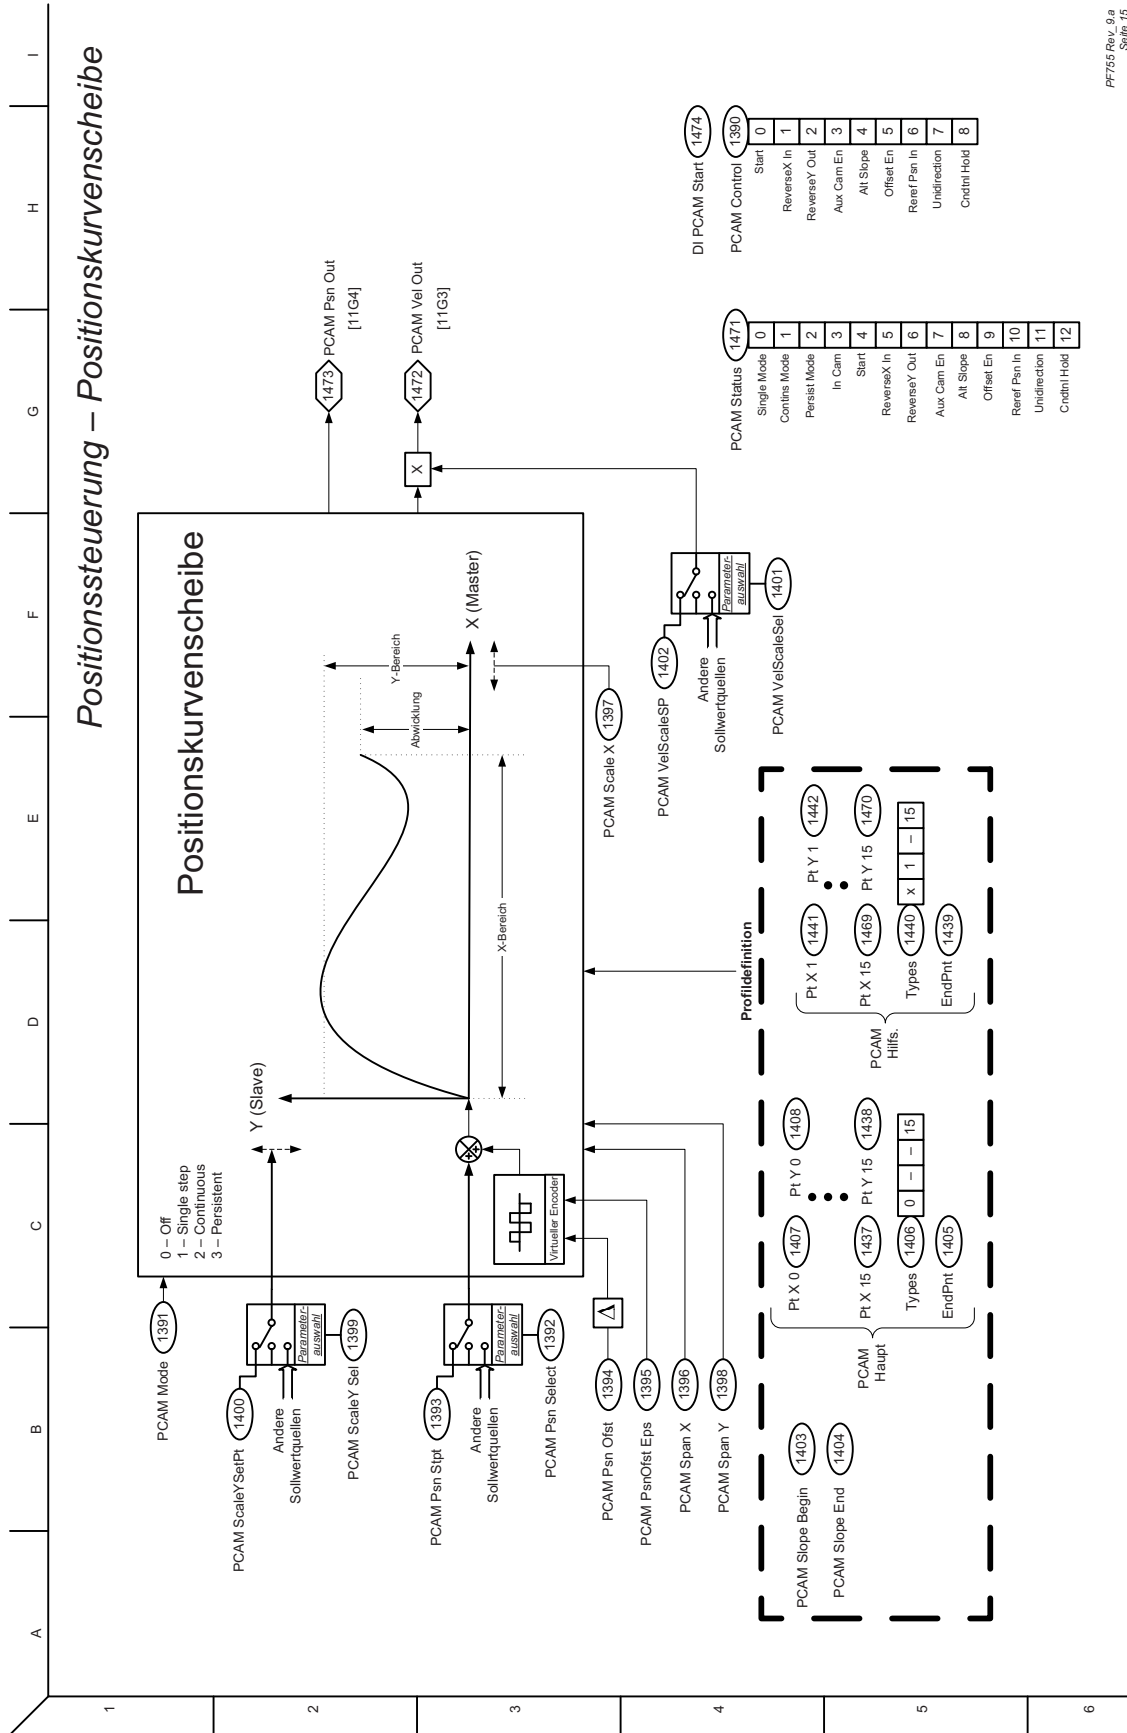 A
B
C
D
E
F
G
H
I
1
2
3
4
5
6
Positionssteuerung – Positionskurvenscheibe
Positionskurvenscheibe
PCAM Mode
1391
0 – Off
1 – Single step
2 – Continuous
3 – Persistent
PCAM ScaleYSetPt
1400
Andere
Sollwertquellen
Parameter-
auswahl
PCAM ScaleY Sel
1399
Y (Slave)
X (Master)
Y-Bereich
Abwicklung
X-Bereich
PCAM Psn Stpt
1393
Andere
Sollwertquellen
Parameter-
auswahl
PCAM Psn Select
1392
+
+
Virtueller Encoder
Δ
PCAM Psn Ofst
1394
PCAM PsnOfst Eps
1395
PCAM Span X
1396
PCAM Span Y
1398
PCAM Scale X
1397
PCAM VelScaleSP
1402
Andere
Sollwertquellen
Parameter-
auswahl
PCAM VelScaleSel
1401
X
1473
PCAM Psn Out
[11G4]
1472
PCAM Vel Out
[11G3]
Profildefinition
PCAM Slope Begin
1403
PCAM Slope End
1404
PCAM
Haupt
Pt X 0
1407
Pt Y 0
1408
Pt X 15
1437
Pt Y 15
1438
Types
1406
0 – – 15
EndPnt
1405
PCAM
Hilfs.
Pt X 1
1441
Pt Y 1
1442
Pt X 15
1469
Pt Y 15
1470
Types
1440
x 1 – 15
EndPnt
1439
PCAM Status
1471
Single Mode 0
Contins Mode 1
Persist Mode 2
In Cam 3
Start 4
ReverseX In 5
ReverseY Out 6
Aux Cam En 7
Alt Slope 8
Offset En 9
Reref Psn In 10
Unidirection 11
Cndtnl Hold 12
DI PCAM Start
1474
PCAM Control
1390
Start 0
ReverseX In 1
ReverseY Out 2
Aux Cam En 3
Alt Slope 4
Offset En 5
Reref Psn In 6
Unidirection 7
Cndtnl Hold 8
PF755 Rev_9.a
Seite 15